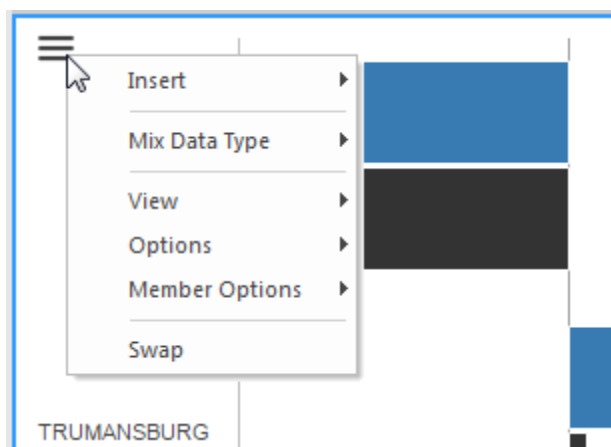 Insert
Mix Data Type
View
Options
Member Options
Swap
TRUMANSBURG